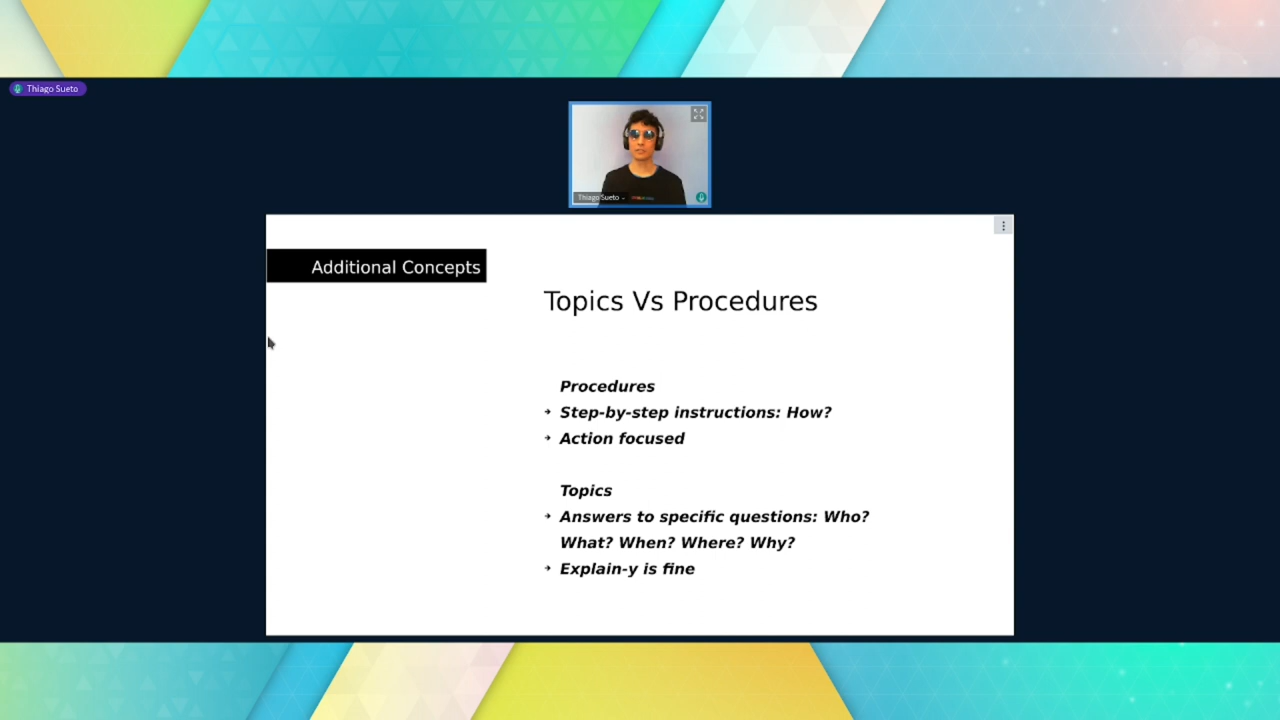 Thiago Sueto
Thiago Sueto
Additional Concepts
Topics Vs Procedures
Procedures
➔ Step-by-step instructions: How?
➔ Action focused
Topics
➔ Answers to specific questions: Who?
What? When? Where? Why?
➔ Explain-y is fine